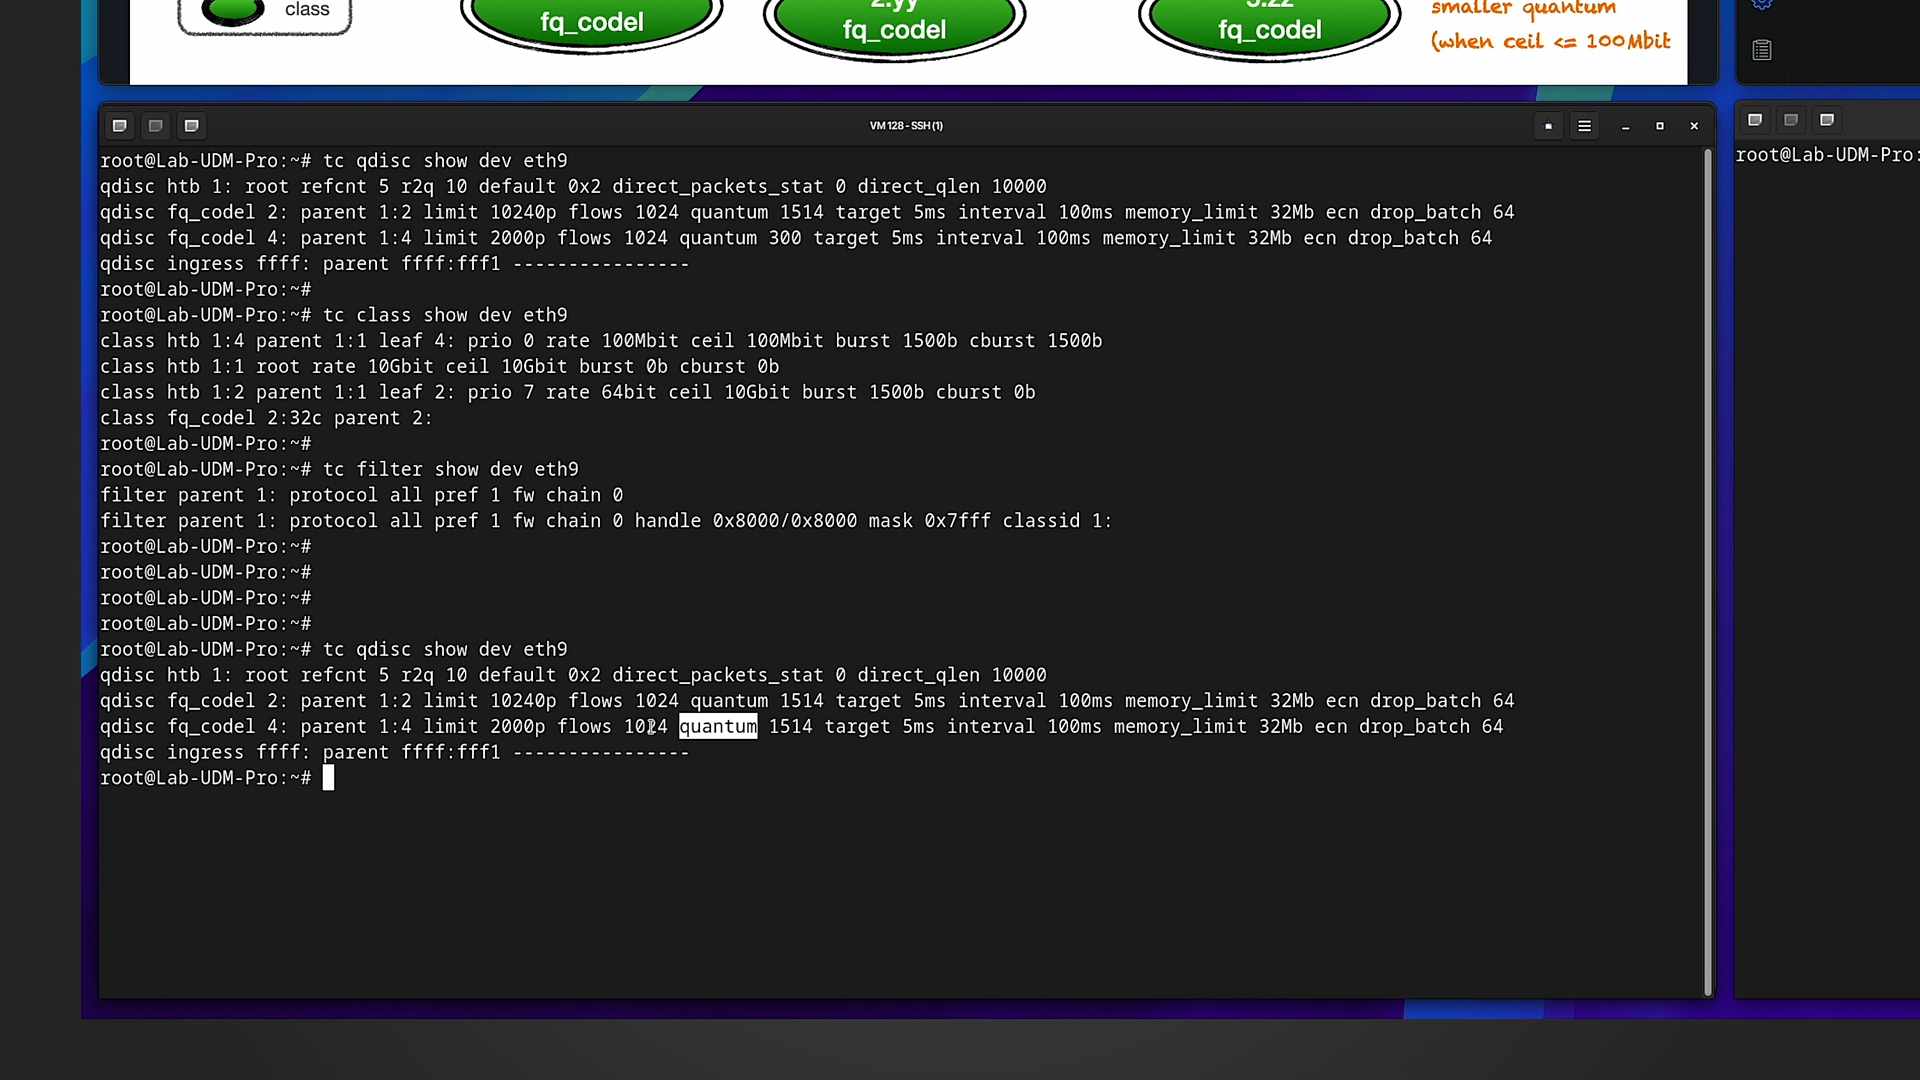 class
fq_codel
2:yy
fq_codel
fq_codel
smaller quantum
(when ceil <= 100Mbit
VM 128 - SSH (1)
root@Lab-UDM-Pro:~# tc qdisc show dev eth9
qdisc htb 1: root refcnt 5 r2q 10 default 0x2 direct_packets_stat 0 direct_qlen 10000
qdisc fq_codel 2: parent 1:2 limit 10240p flows 1024 quantum 1514 target 5ms interval 100ms memory_limit 32Mb ecn drop_batch 64
qdisc fq_codel 4: parent 1:4 limit 2000p flows 1024 quantum 300 target 5ms interval 100ms memory_limit 32Mb ecn drop_batch 64
qdisc ingress ffff: parent ffff:fff1 ----------------
root@Lab-UDM-Pro:~#
root@Lab-UDM-Pro:~# tc class show dev eth9
class htb 1:4 parent 1:1 leaf 4: prio 0 rate 100Mbit ceil 100Mbit burst 1500b cburst 1500b
class htb 1:1 root rate 10Gbit ceil 10Gbit burst 0b cburst 0b
class htb 1:2 parent 1:1 leaf 2: prio 7 rate 64bit ceil 10Gbit burst 1500b cburst 0b
class fq_codel 2:32c parent 2:
root@Lab-UDM-Pro:~#
root@Lab-UDM-Pro:~# tc filter show dev eth9
filter parent 1: protocol all pref 1 fw chain 0
filter parent 1: protocol all pref 1 fw chain 0 handle 0x8000/0x8000 mask 0x7fff classid 1:
root@Lab-UDM-Pro:~#
root@Lab-UDM-Pro:~#
root@Lab-UDM-Pro:~#
root@Lab-UDM-Pro:~#
root@Lab-UDM-Pro:~# tc qdisc show dev eth9
qdisc htb 1: root refcnt 5 r2q 10 default 0x2 direct_packets_stat 0 direct_qlen 10000
qdisc fq_codel 2: parent 1:2 limit 10240p flows 1024 quantum 1514 target 5ms interval 100ms memory_limit 32Mb ecn drop_batch 64
qdisc fq_codel 4: parent 1:4 limit 2000p flows 1024 quantum 1514 target 5ms interval 100ms memory_limit 32Mb ecn drop_batch 64
qdisc ingress ffff: parent ffff:fff1 ----------------
root@Lab-UDM-Pro:~#
root@Lab-UDM-Pro: